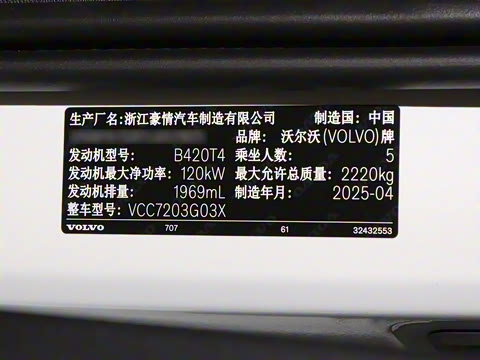 生产厂名:浙江豪情汽车制造有限公司 制造国: 中国
品牌: 沃尔沃(VOLVO)牌
发动机型号: B420T4 乘坐人数: 5
发动机最大净功率: 120kW 最大允许总质量: 2220kg
发动机排量: 1969mL 制造年月: 2025-04
整车型号: VCC7203G03X
VOLVO 707 61 32432553